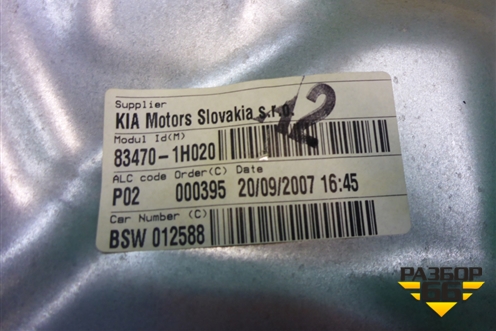 Supplier
KIA Motors Slovakia s.r.o.
12
Modul Id(M)
83470-1H020
ALC code Order(C) Date
P02 000395 20/09/2007 16:45
Car Number (C)
BSW 012588
РАЗБОР
66